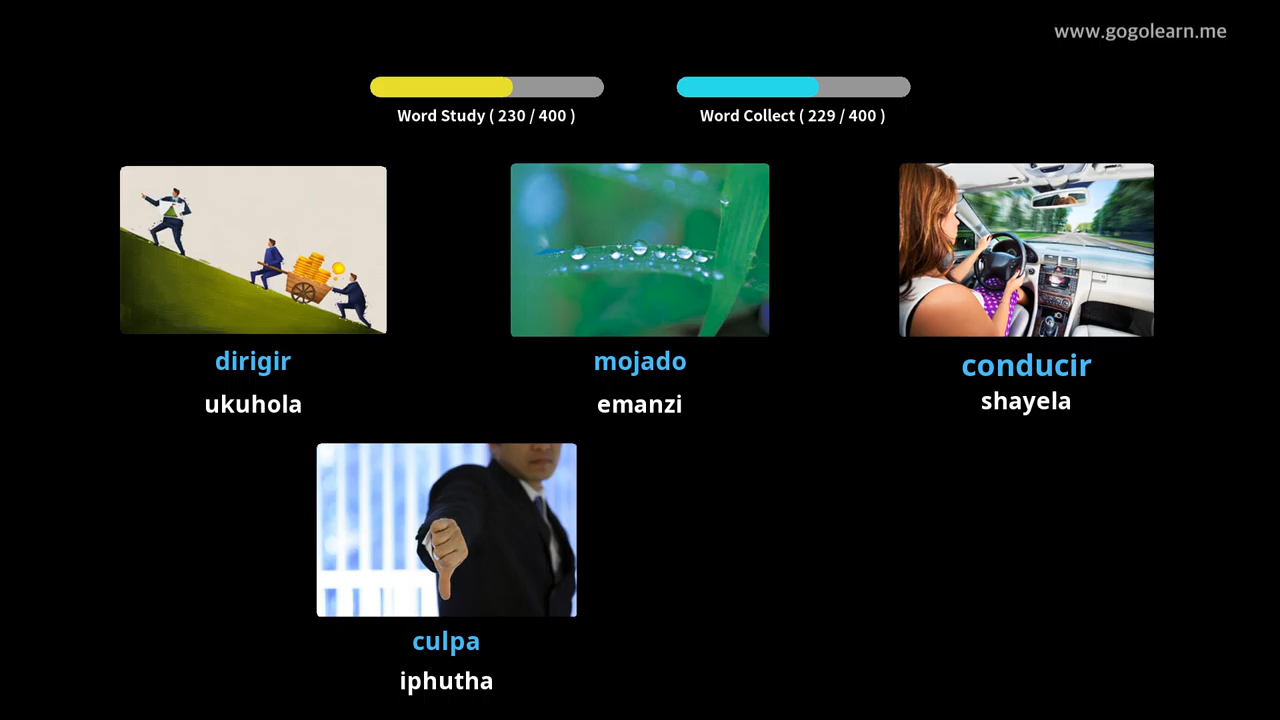 www.gogolearn.me
Word Study ( 230 / 400 )
Word Collect ( 229 / 400 )
dirigir
ukuhola
mojado
emanzi
conducir
shayela
culpa
iphutha